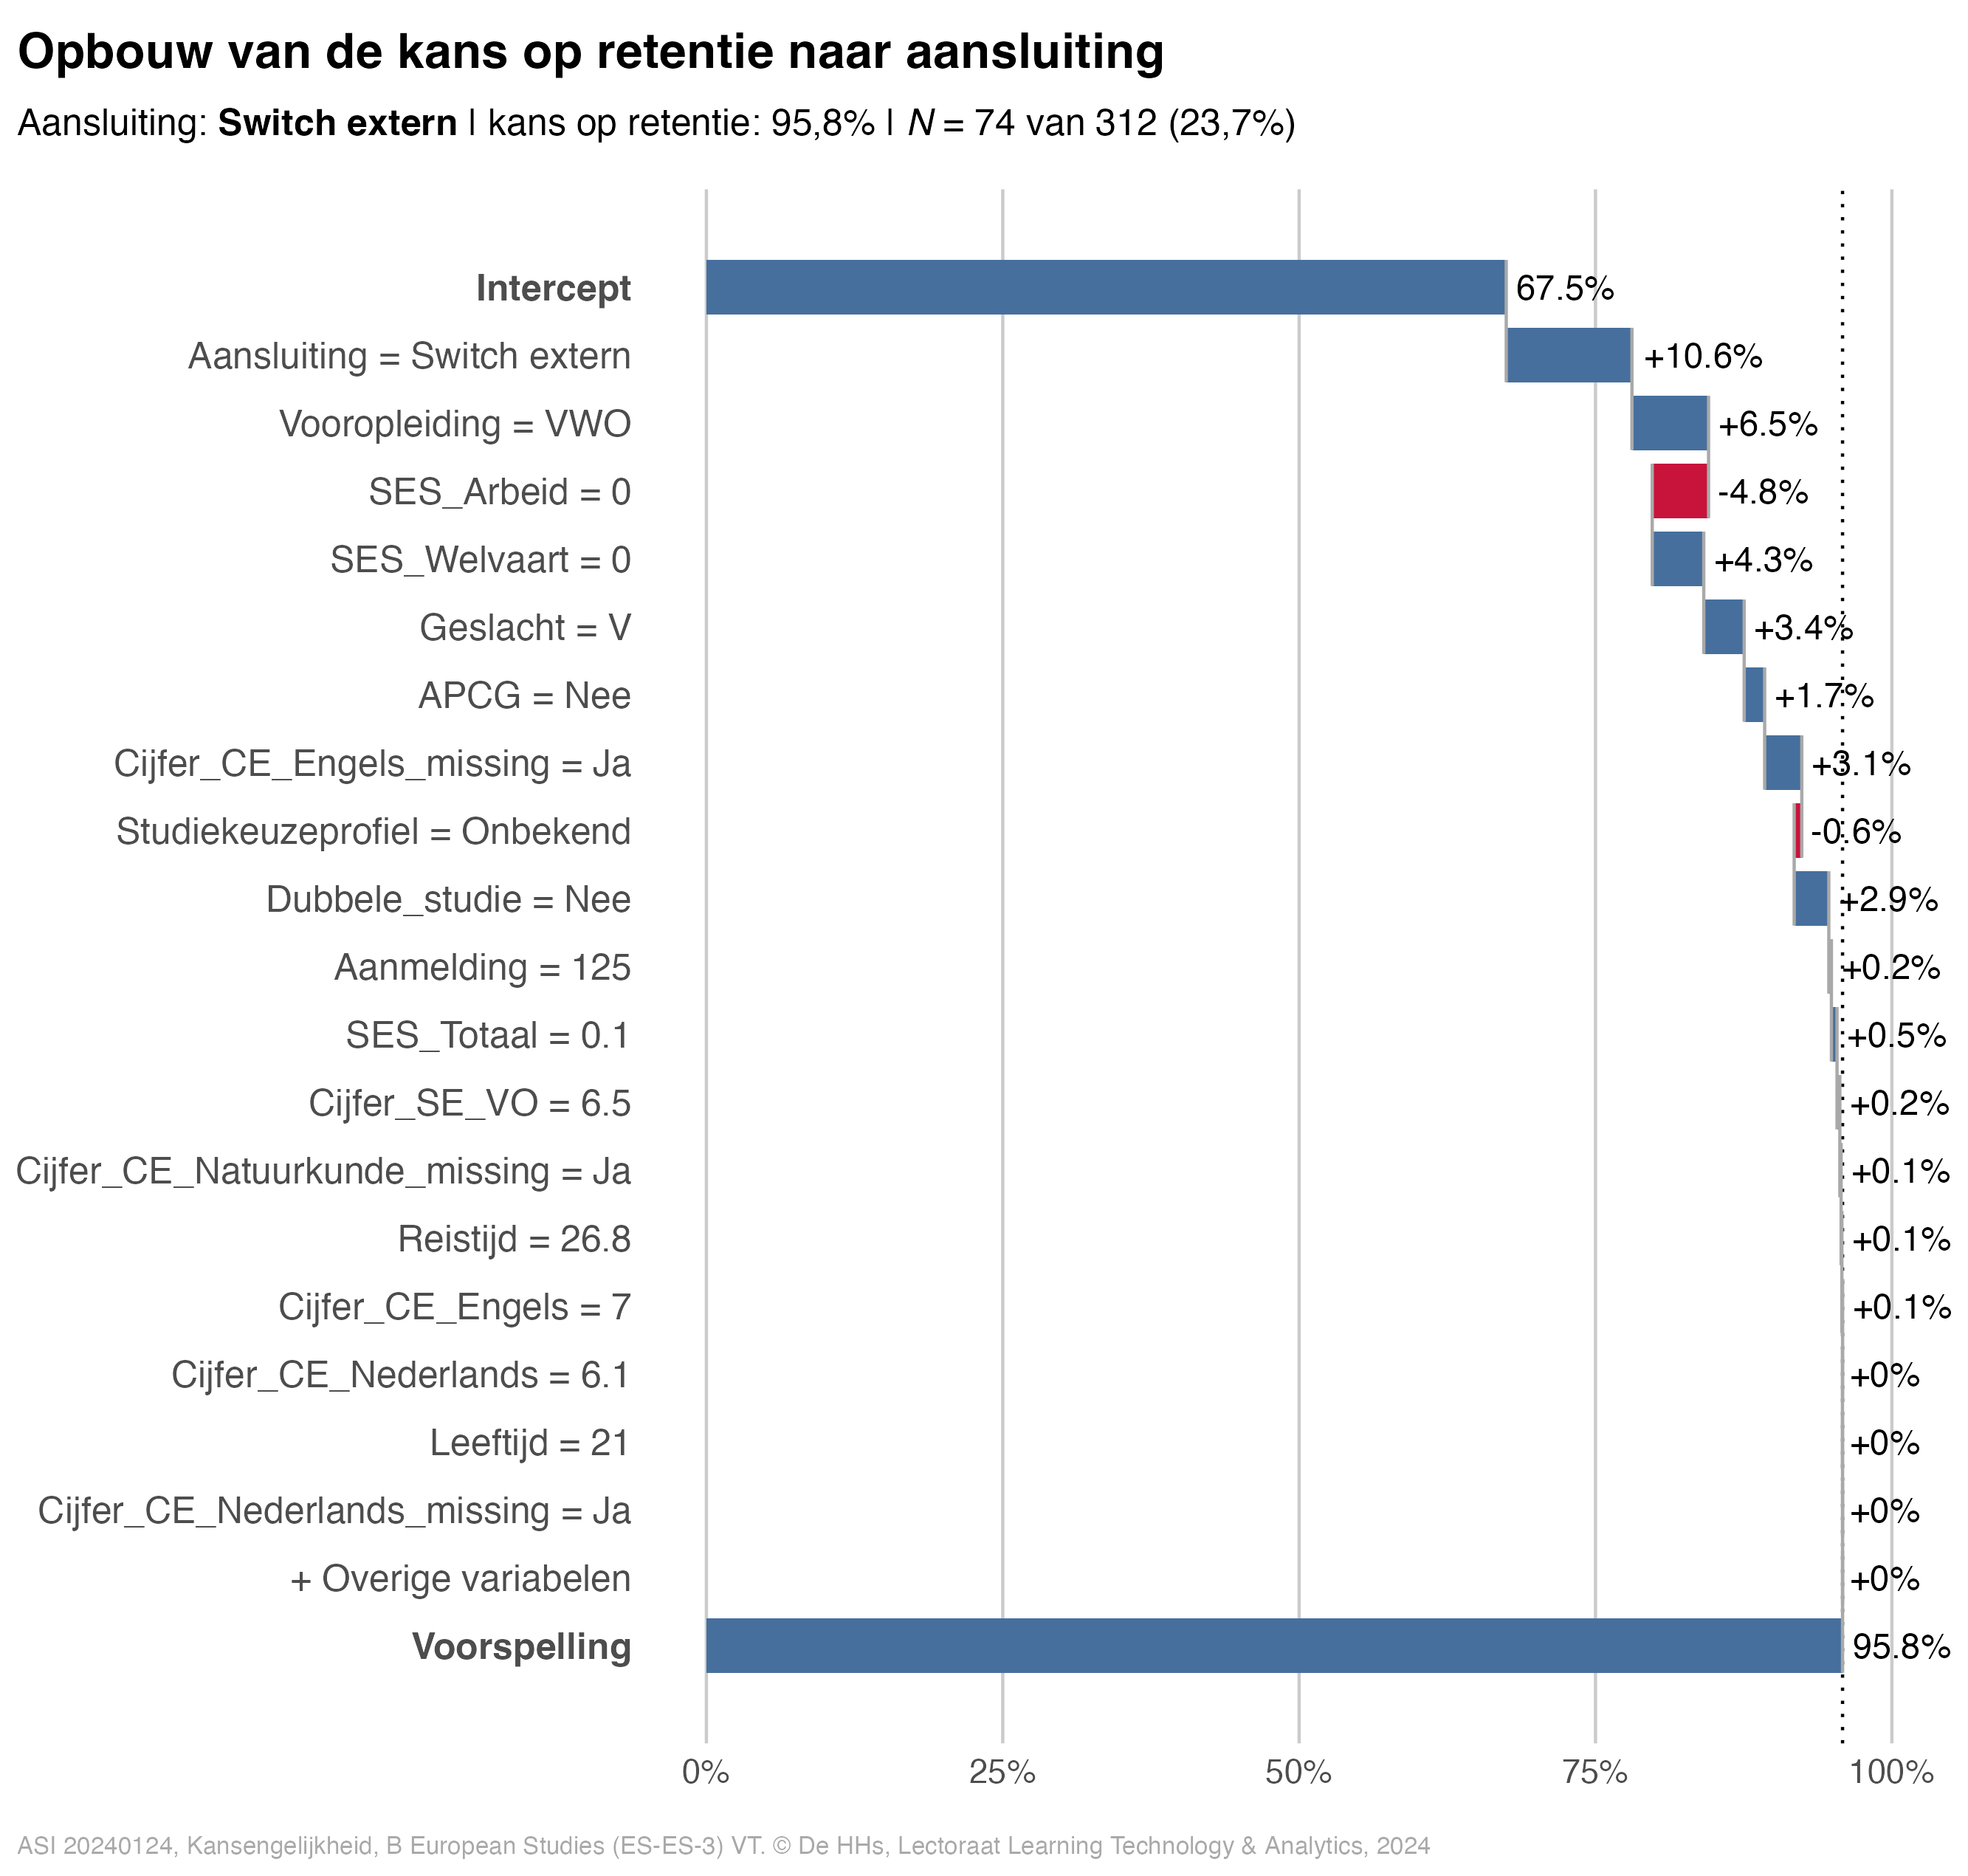 Opbouw van de kans op retentie naar aansluiting
Aansluiting: Switch extern | kans op retentie: 95,8% | N = 74 van 312 (23,7%)
Intercept 67.5%
Aansluiting = Switch extern +10.6%
Vooropleiding = VWO +6.5%
SES_Arbeid = 0 -4.8%
SES_Welvaart = 0 +4.3%
Geslacht = V +3.4%
APCG = Nee +1.7%
Cijfer_CE_Engels_missing = Ja +3.1%
Studiekeuzeprofiel = Onbekend -0.6%
Dubbele_studie = Nee +2.9%
Aanmelding = 125 +0.2%
SES_Totaal = 0.1 +0.5%
Cijfer_SE_VO = 6.5 +0.2%
Cijfer_CE_Natuurkunde_missing = Ja +0.1%
Reistijd = 26.8 +0.1%
Cijfer_CE_Engels = 7 +0.1%
Cijfer_CE_Nederlands = 6.1 +0%
Leeftijd = 21 +0%
Cijfer_CE_Nederlands_missing = Ja +0%
+ Overige variabelen +0%
Voorspelling 95.8%
0% 25% 50% 75% 100%
ASI 20240124, Kansengelijkheid, B European Studies (ES-ES-3) VT. © De HHs, Lectoraat Learning Technology & Analytics, 2024